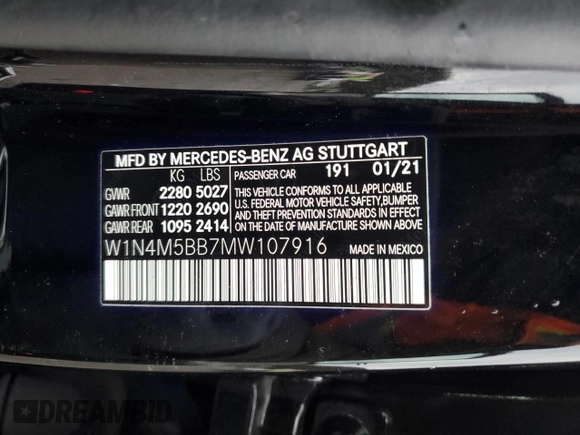 MFD BY MERCEDES-BENZ AG STUTTGART
KG LBS PASSENGER CAR 191 01/21
GVWR 2280 5027 THIS VEHICLE CONFORMS TO ALL APPLICABLE
GAWR FRONT 1220 2690 U.S. FEDERAL MOTOR VEHICLE SAFETY,BUMPER
GAWR REAR 1095 2414 AND THEFT PREVENTION STANDARDS IN EFFECT
ON THE DATE OF MANUFACTURE SHOWN ABOVE
W1N4M5BB7MW107916 MADE IN MEXICO
DREAMBID